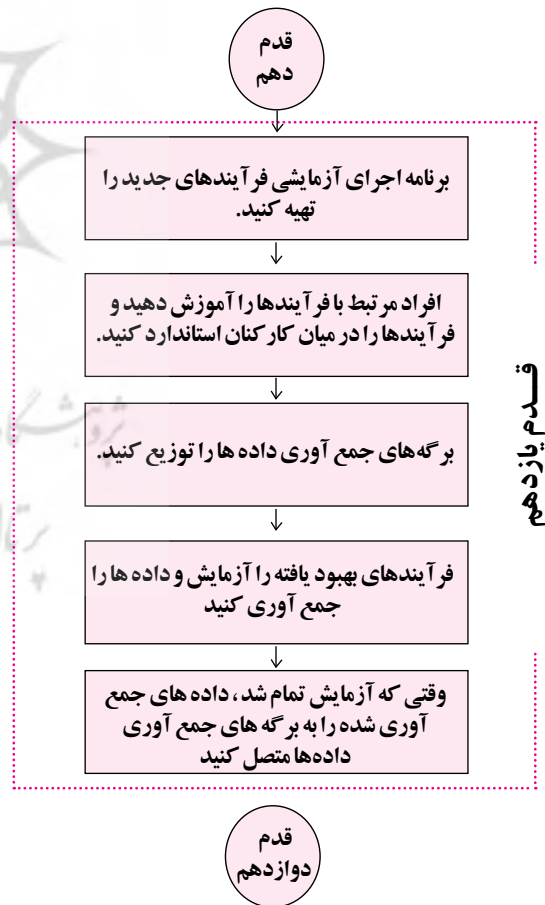 قدم
دهم
برنامه اجرای آزمایشی فرآیندهای جدید را
تهیه کنید.
افراد مرتبط با فرآیندها را آموزش دهید و
فرآیندها را در میان کارکنان استاندارد کنید.
برگه‌های جمع آوری داده ها را توزیع کنید.
فرآیندهای بهبود یافته را آزمایش و داده ها را
جمع آوری کنید
وقتی که آزمایش تمام شد، داده های جمع
آوری شده را به برگه های جمع آوری
داده‌ها متصل کنید
قـــدم یازدهم
قدم
دوازدهم